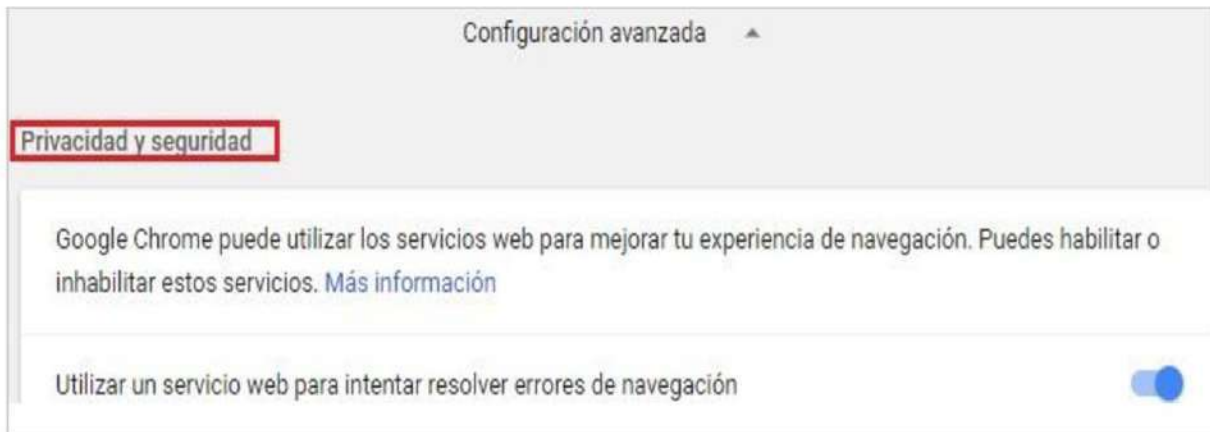 Configuración avanzada
Privacidad y seguridad
Google Chrome puede utilizar los servicios web para mejorar tu experiencia de navegación. Puedes habilitar o
inhabilitar estos servicios. Más información
Utilizar un servicio web para intentar resolver errores de navegación